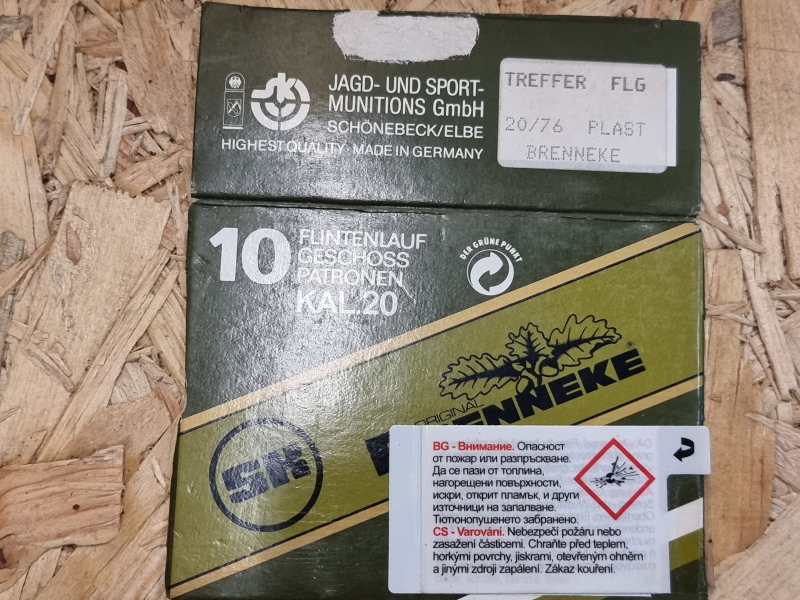 SK
JAGD- UND SPORT-
MUNITIONS GmbH
SCHÖNEBECK/ELBE
HIGHEST QUALITY · MADE IN GERMANY
TREFFER FLG
20/76 PLAST
BRENNEKE
10 FLINTENLAUF
GESCHOSS
PATRONEN
KAL.20
DER GRÜNE PUNKT
ORIGINAL
BRENNEKE®
SK
BG - Внимание. Опасност
от пожар или разпръскване.
Да се пази от топлина,
нагорещени повърхности,
искри, открит пламък, и други
източници на запалване.
Тютюнопушенето забранено.
CS - Varování. Nebezpečí požáru nebo
zasažení částicemi. Chraňte před teplem,
horkými povrchy, jiskrami, otevřeným ohněm
a jinými zdroji zapálení. Zákaz kouření.